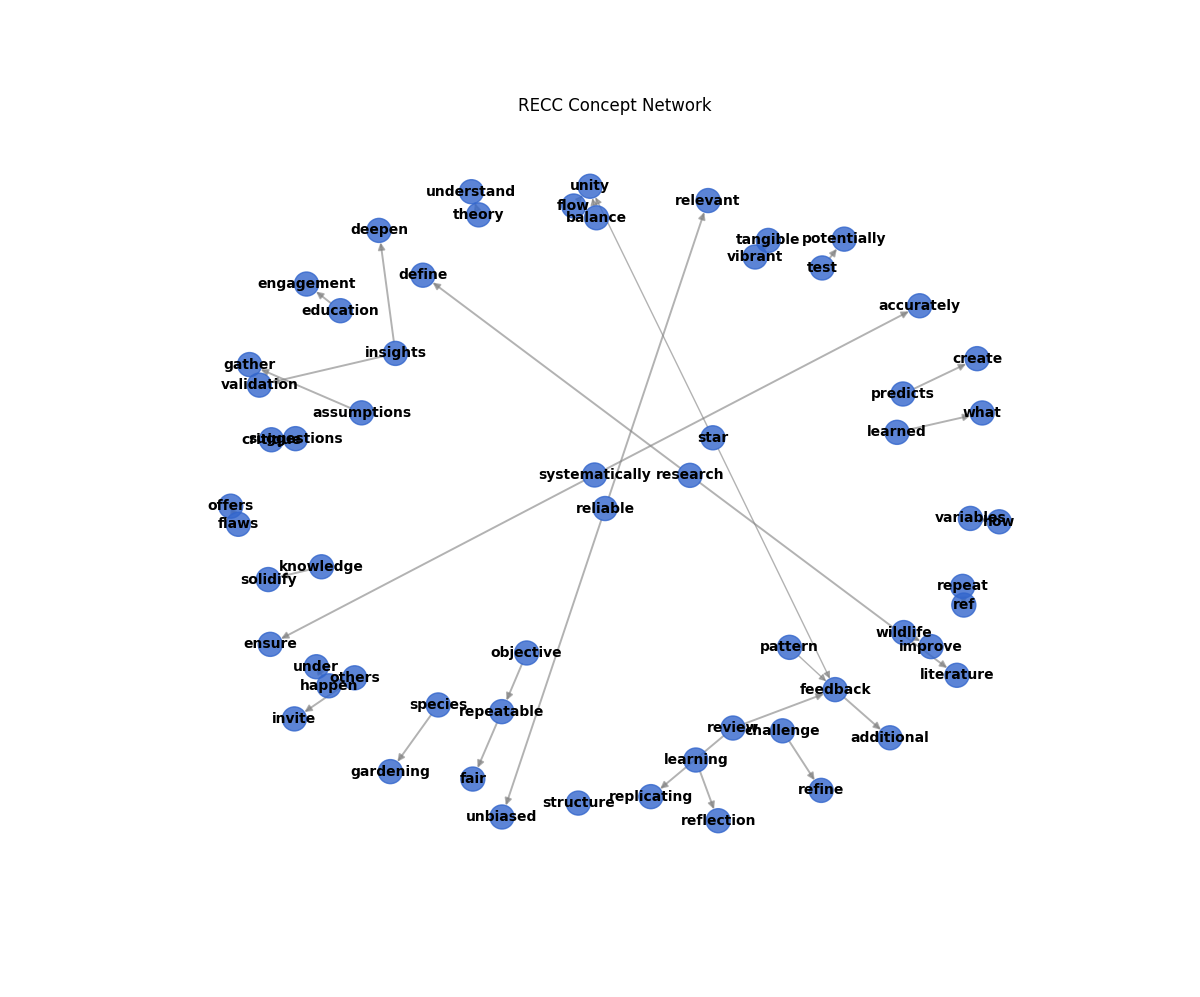 RECC Concept Network
unity
understand
relevant
flow
theory
balance
deepen
tangible
potentially
vibrant
test
define
engagement
accurately
education
insights
create
gather
validation
predicts
assumptions
what
learned
star
critique
suggestions
systematically
research
offers
reliable
variables
how
flaws
knowledge
solidify
repeat
ref
wildlife
ensure
pattern
improve
objective
under
others
literature
happen
feedback
species
repeatable
invite
review
challenge
additional
learning
gardening
fair
refine
replicating
structure
unbiased
reflection